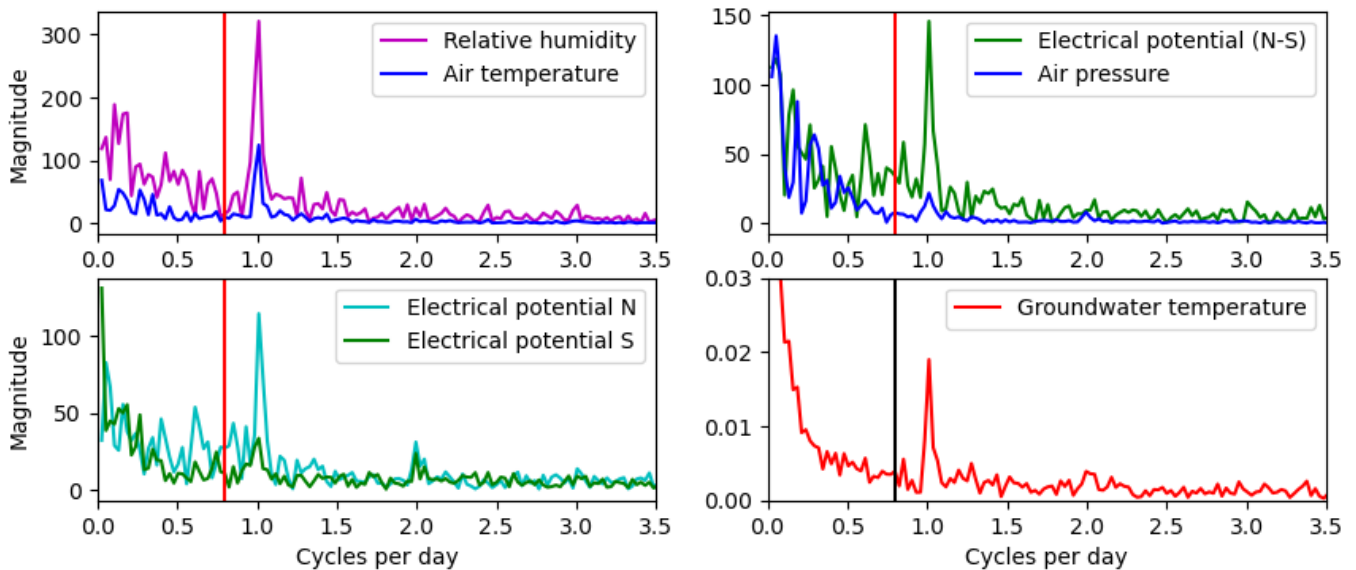 Relative humidity
Air temperature
Magnitude
300
200
100
0
0.0 0.5 1.0 1.5 2.0 2.5 3.0 3.5
Electrical potential (N-S)
Air pressure
150
100
50
0
0.0 0.5 1.0 1.5 2.0 2.5 3.0 3.5
Electrical potential N
Electrical potential S
Magnitude
100
50
0
0.0 0.5 1.0 1.5 2.0 2.5 3.0 3.5
Cycles per day
Groundwater temperature
0.03
0.02
0.01
0.00
0.0 0.5 1.0 1.5 2.0 2.5 3.0 3.5
Cycles per day